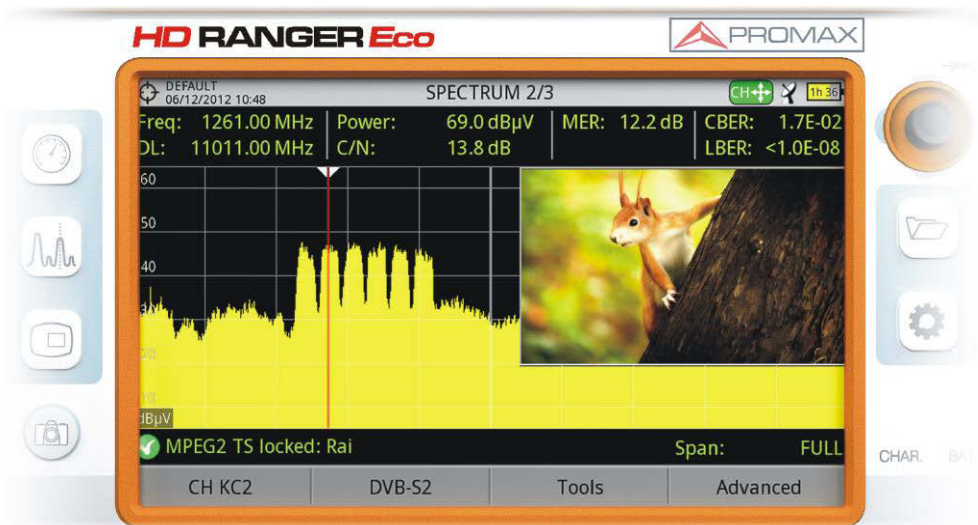 HD RANGER Eco
PROMAX
DEFAULT
06/12/2012 10:48
SPECTRUM 2/3
CH
1h 36
Freq: 1261.00 MHz
Power: 69.0 dBµV
MER: 12.2 dB
CBER: 1.7E-02
DL: 11011.00 MHz
C/N: 13.8 dB
LBER: <1.0E-08
60
50
40
30
20
10
dBµV
MPEG2 TS locked: Rai
Span: FULL
CHAR.
CH KC2
DVB-S2
Tools
Advanced